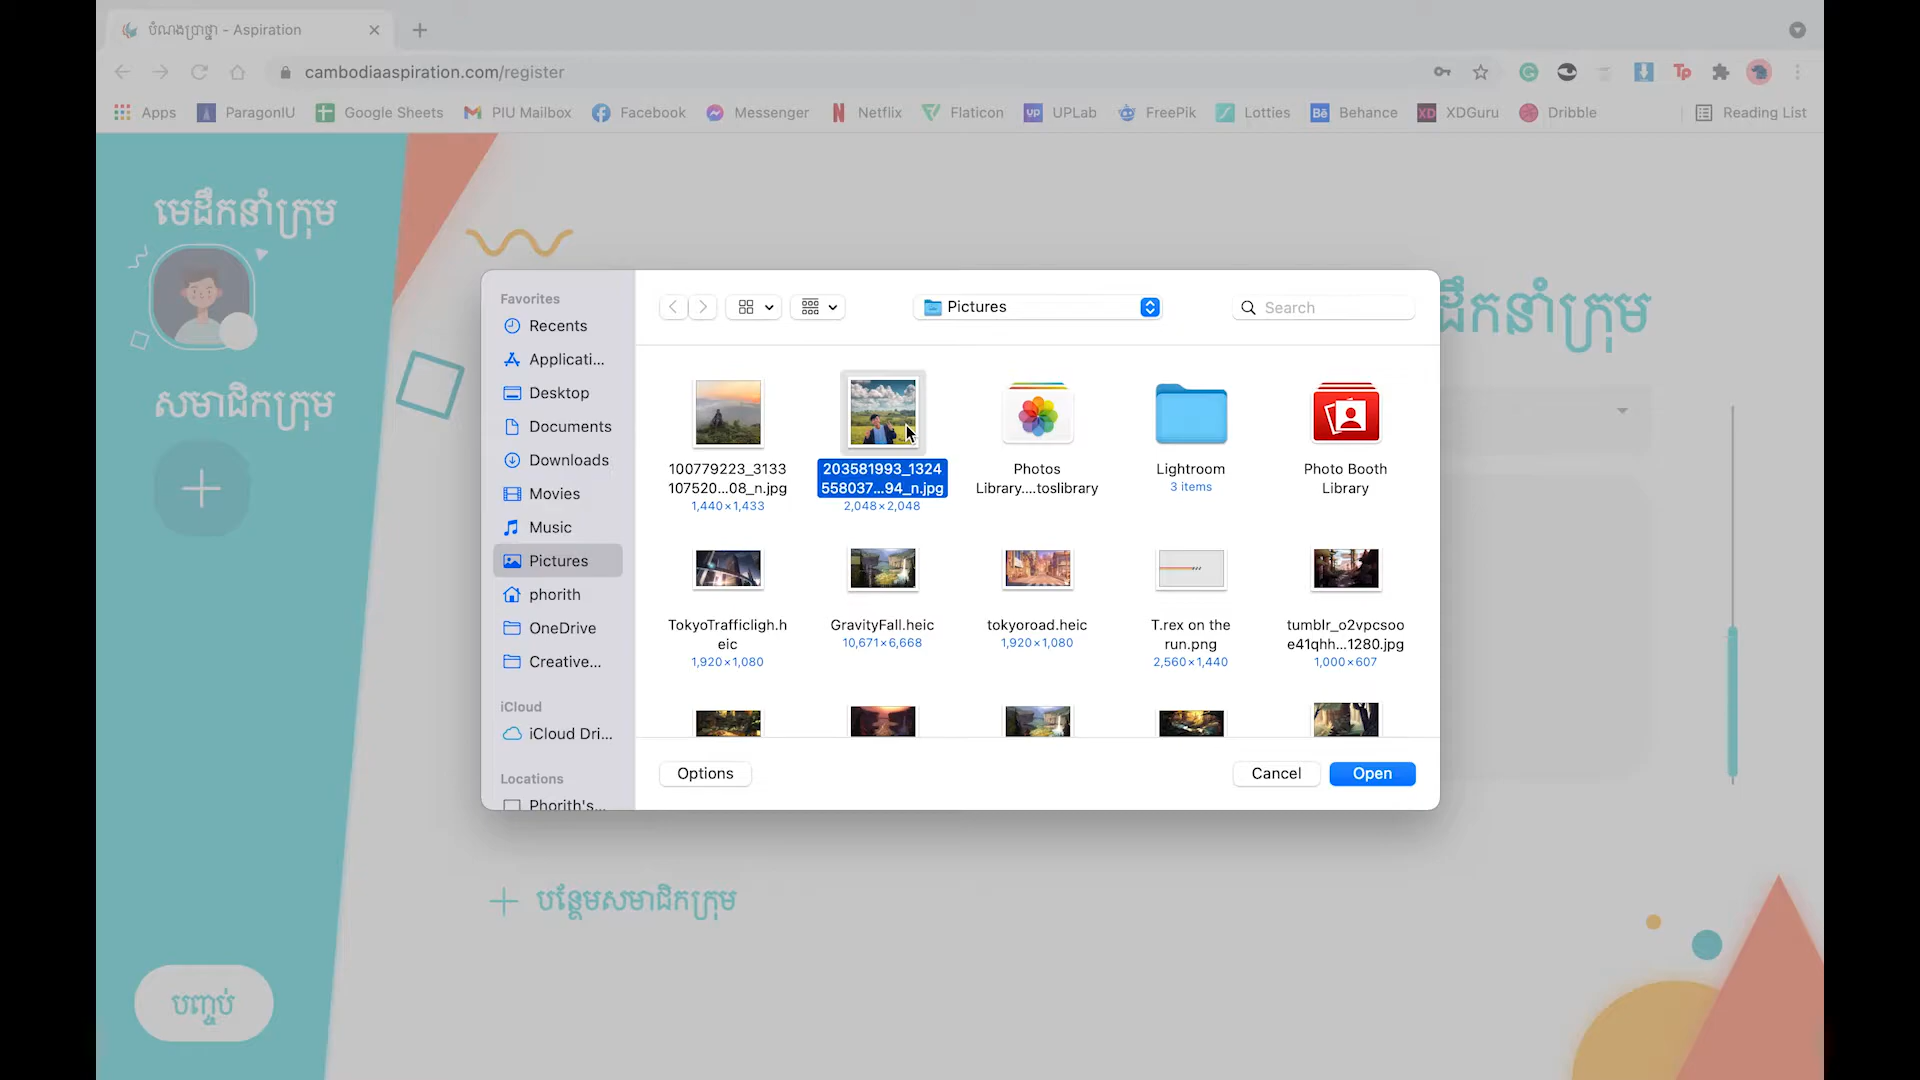 បំណងប្រាថ្នា - Aspiration
cambodiaaspiration.com/register
Apps
ParagonIU
Google Sheets
PIU Mailbox
Facebook
Messenger
Netflix
Flaticon
UPLab
FreePik
Lotties
Behance
XDGuru
Dribble
Reading List
មេដឹកនាំក្រុម
សមាជិកក្រុម
បញ្ចប់
Favorites
Recents
Applicati...
Desktop
Documents
Downloads
Movies
Music
Pictures
phorith
OneDrive
Creative...
iCloud
iCloud Dri...
Locations
Phorith's...
Pictures
Search
ដឹកនាំក្រុម
100779223_3133
107520...08_n.jpg
1,440×1,433
203581993_1324
558037...94_n.jpg
2,048×2,048
Photos
Library....toslibrary
Lightroom
3 items
Photo Booth
Library
TokyoTrafficligh.h
eic
1,920×1,080
GravityFall.heic
10,671×6,668
tokyoroad.heic
1,920×1,080
T.rex on the
run.png
2,560×1,440
tumblr_o2vpcsoo
e41qhh...1280.jpg
1,000×607
Options
Cancel
Open
បន្ថែមសមាជិកក្រុម